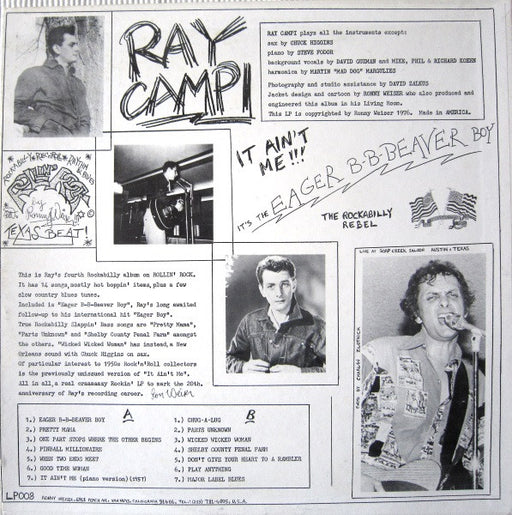 RAY
CAMPI
RAY CAMPI plays all the instruments except:
sax by CHUCK HIGGINS
piano by STEVE FODOR
background vocals by DAVID GUZMAN and MIKE, PHIL & RICHARD KOREN
harmonica by MARTIN "MAD DOG" MARGULIES
Photography and studio assistance by DAVID ZALKUS
Jacket design and cartoon by RONNY WEISER who also produced and
engineered this album in his Living Room.
This LP is copyrighted by Ronny Weiser 1976. Made in AMERICA.
IT AIN'T
ME!!!
IT'S THE EAGER B-B-BEAVER BOY
THE ROCKABILLY
REBEL
TEXAS BEAT!
This is Ray's fourth Rockabilly album on ROLLIN' ROCK.
It has 14 songs, mostly hot boppin' items, plus a few
slow country blues tunes.
Included is "Eager B-B-Beaver Boy", Ray's long awaited
follow-up to his international hit "Eager Boy".
True Rockabilly Slappin' Bass songs are "Pretty Mama",
"Parts Unknown" and "Shelby County Penal Farm" amongst
the others. "Wicked Wicked Woman" has instead, a New
Orleans sound with Chuck Higgins on sax.
Of particular interest to 1950s Rock'n'Roll collectors
is the previously unissued version of "It Ain't Me".
All in all, a real crazaazy Rockin' LP to mark the 20th.
anniversary of Ray's recording career.
LIVE AT SOAP CREEK SALOON AUSTIN, TEXAS
A
1.) EAGER B-B-BEAVER BOY
2.) PRETTY MAMA
3.) ONE PART STOPS WHERE THE OTHER BEGINS
4.) PINBALL MILLIONAIRE
5.) WHEN TWO ENDS MEET
6.) GOOD TIME WOMAN
7.) IT AIN'T ME (piano version)(1957)
B
1.) CHUG-A-LUG
2.) PARTS UNKNOWN
3.) WICKED WICKED WOMAN
4.) SHELBY COUNTY PENAL FARM
5.) DON'T GIVE YOUR HEART TO A RAMBLER
6.) PLAY ANYTHING
7.) MAJOR LABEL BLUES
LP008